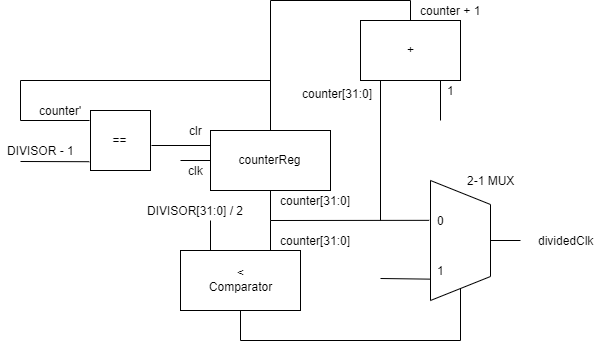 counter + 1
+
counter[31:0]
1
counter'
==
clr
DIVISOR - 1
clk
counterReg
2-1 MUX
counter[31:0]
DIVISOR[31:0] / 2
0
counter[31:0]
dividedClk
<
Comparator
1